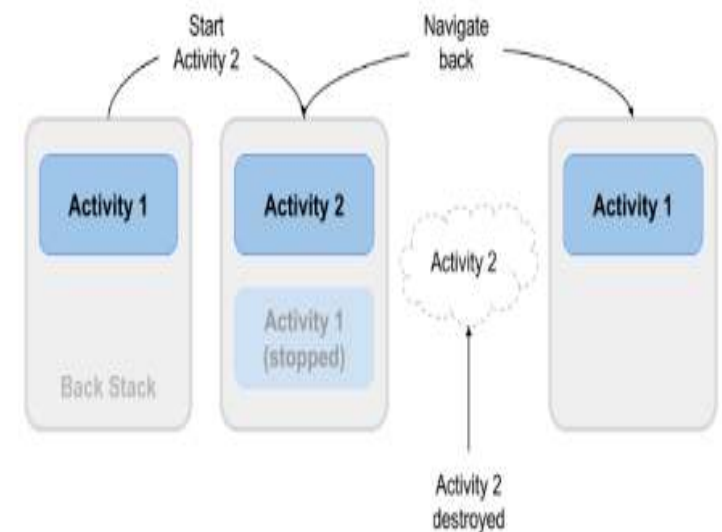 Start
Activity 2
Navigate
back
Activity 1
Back Stack
Activity 2
Activity 1
(stopped)
Activity 2
Activity 2
destroyed
Activity 1